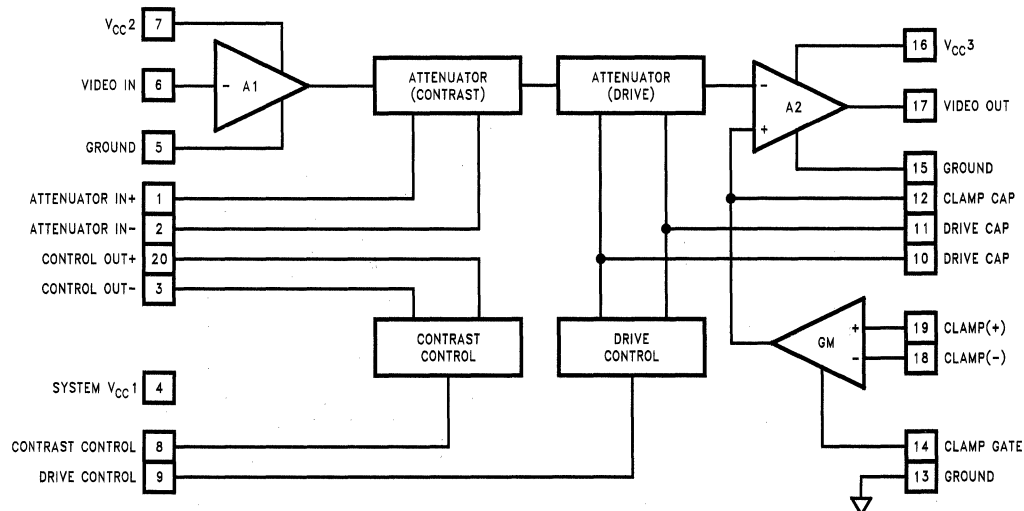 V_CC2 7
VIDEO IN 6
GROUND 5
ATTENUATOR IN+ 1
ATTENUATOR IN- 2
CONTROL OUT+ 20
CONTROL OUT- 3
SYSTEM V_CC1 4
CONTRAST CONTROL 8
DRIVE CONTROL 9
- A1
ATTENUATOR
(CONTRAST)
ATTENUATOR
(DRIVE)
-
A2
+
CONTRAST
CONTROL
DRIVE
CONTROL
+
GM
-
16 V_CC3
17 VIDEO OUT
15 GROUND
12 CLAMP CAP
11 DRIVE CAP
10 DRIVE CAP
19 CLAMP(+)
18 CLAMP(-)
14 CLAMP GATE
13 GROUND